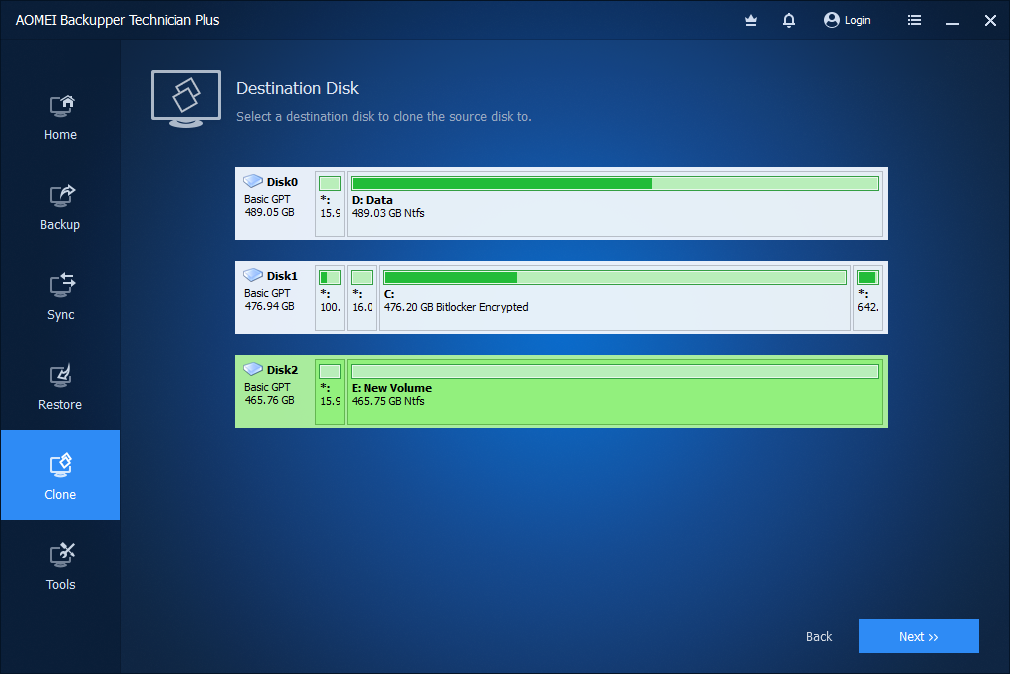 AOMEI Backupper Technician Plus
Login
Home
Backup
Sync
Restore
Clone
Tools
Destination Disk
Select a destination disk to clone the source disk to.
Disk0
Basic GPT
489.05 GB
*:
15.9
D: Data
489.03 GB Ntfs
Disk1
Basic GPT
476.94 GB
*:
100.
*:
16.0
C:
476.20 GB Bitlocker Encrypted
*:
642.
Disk2
Basic GPT
465.76 GB
*:
15.9
E: New Volume
465.75 GB Ntfs
Back
Next >>